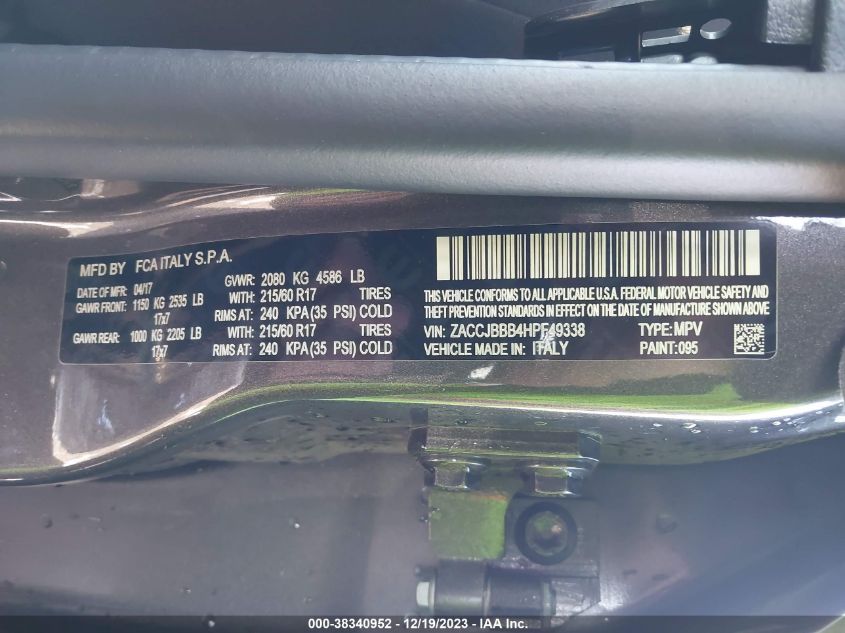 MFD BY FCA ITALY S.P.A.
DATE OF MFR: 04/17 GVWR: 2080 KG 4586 LB
GAWR FRONT: 1150 KG 2535 LB WITH: 215/60 R17 TIRES
17x7 RIMS AT: 240 KPA (35 PSI) COLD
GAWR REAR: 1000 KG 2205 LB WITH: 215/60 R17 TIRES
17x7 RIMS AT: 240 KPA (35 PSI) COLD
THIS VEHICLE CONFORMS TO ALL APPLICABLE U.S.A. FEDERAL MOTOR VEHICLE SAFETY AND
THEFT PREVENTION STANDARDS IN EFFECT ON THE DATE OF MANUFACTURE SHOWN ABOVE
VIN: ZACCJBBB4HPF49338 TYPE: MPV
VEHICLE MADE IN: ITALY PAINT: 095
000-38340952 - 12/19/2023 - IAA Inc.